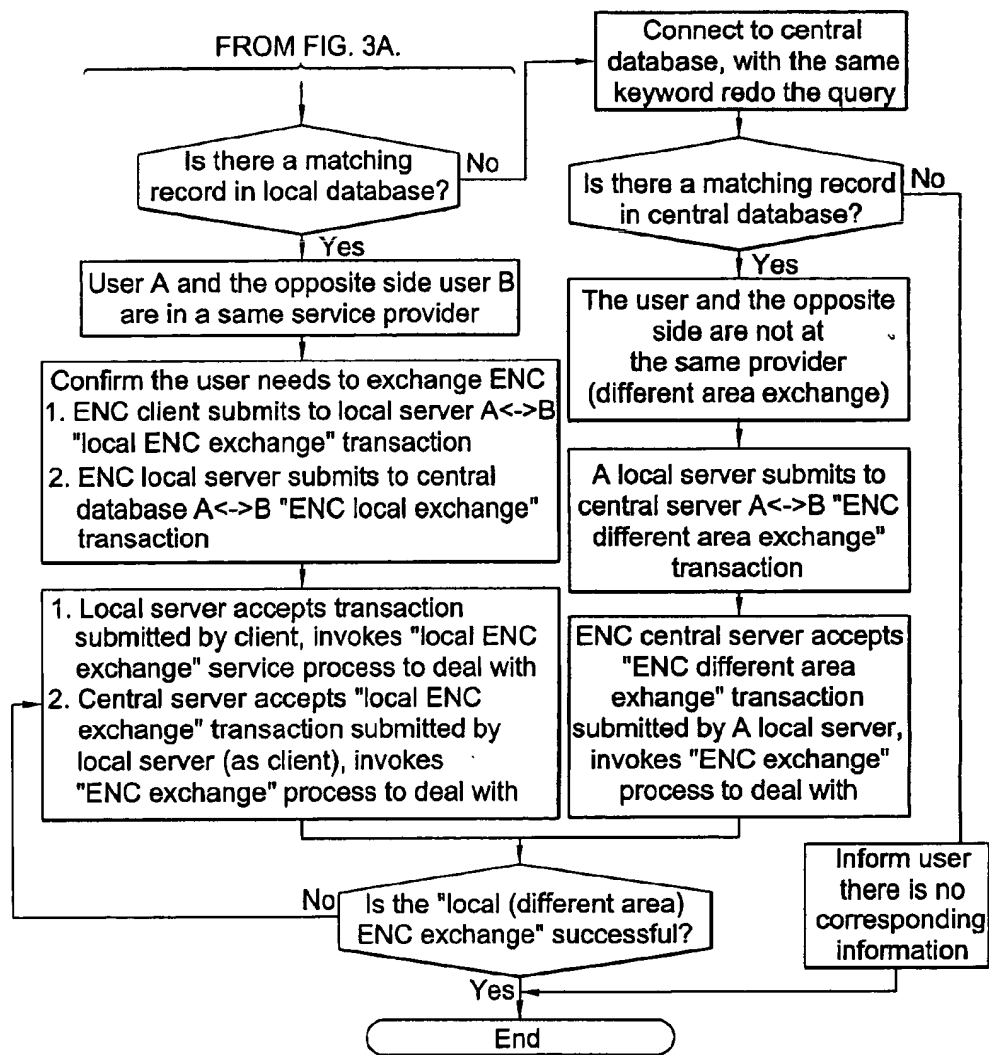 FROM FIG. 3A.
Connect to central
database, with the same
keyword redo the query
Is there a matching
record in local database?
No
Yes
Is there a matching record
in central database?
No
Yes
User A and the opposite side user B
are in a same service provider
The user and the opposite
side are not at
the same provider
(different area exchange)
Confirm the user needs to exchange ENC
1. ENC client submits to local server A<->B
"local ENC exchange" transaction
2. ENC local server submits to central
database A<->B "ENC local exchange"
transaction
A local server submits to
central server A<->B "ENC
different area exchange"
transaction
1. Local server accepts transaction
submitted by client, invokes "local ENC
exchange" service process to deal with
2. Central server accepts "local ENC
exchange" transaction submitted by
local server (as client), invokes
"ENC exchange" process to deal with
ENC central server accepts
"ENC different area
exhange" transaction
submitted by A local server,
invokes "ENC exchange"
process to deal with
Is the "local (different area)
ENC exchange" successful?
No
Yes
Inform user
there is no
corresponding
information
End